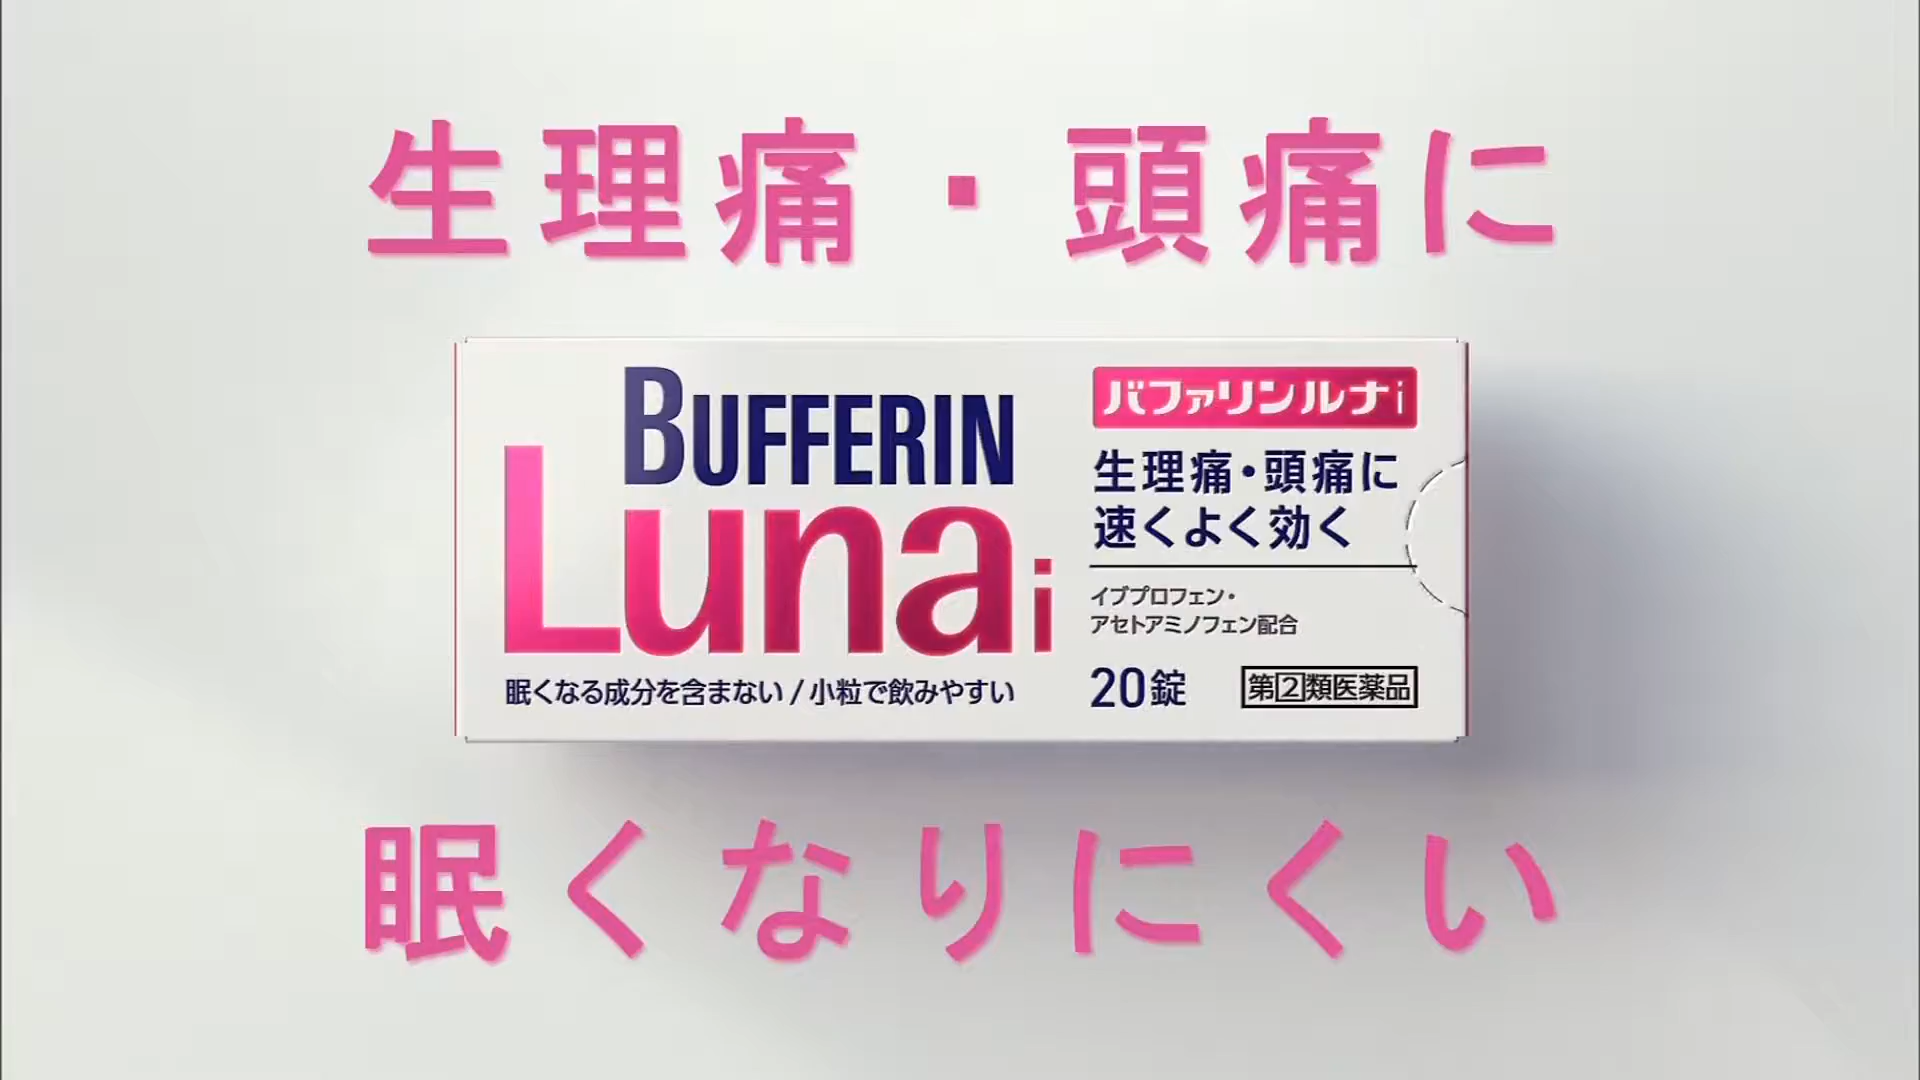 生理痛・頭痛に
BUFFERIN
Lunai
眠くなる成分を含まない/小粒で飲みやすい
バファリンルナi
生理痛・頭痛に
速くよく効く
イブプロフェン・
アセトアミノフェン配合
20錠
第②類医薬品
眠くなりにくい